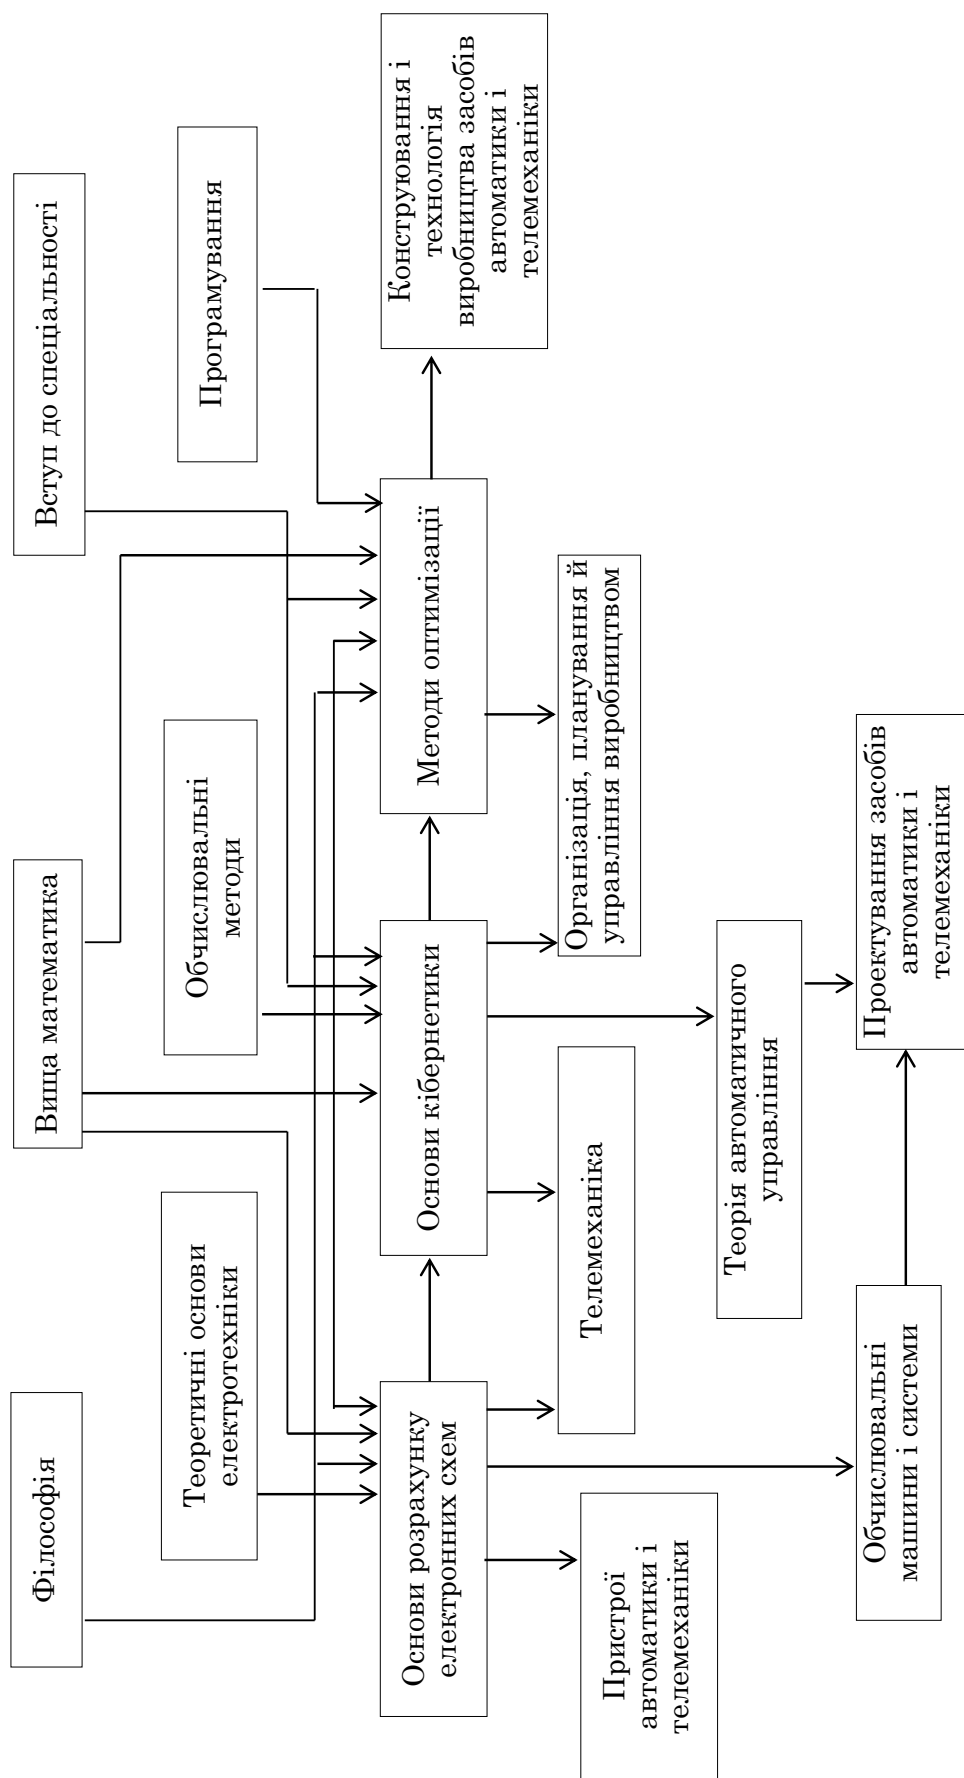 Філософія
Вища математика
Вступ до спеціальності
Теоретичні основи
електротехніки
Обчислювальні
методи
Програмування
Основи розрахунку
електронних схем
Основи кібернетики
Методи оптимізації
Конструювання і
технологія
виробництва засобів
автоматики і
телемеханіки
Пристрої
автоматики і
телемеханіки
Телемеханіка
Організація, планування й
управління виробництвом
Теорія автоматичного
управління
Обчислювальні
машини і системи
Проектування засобів
автоматики і
телемеханіки